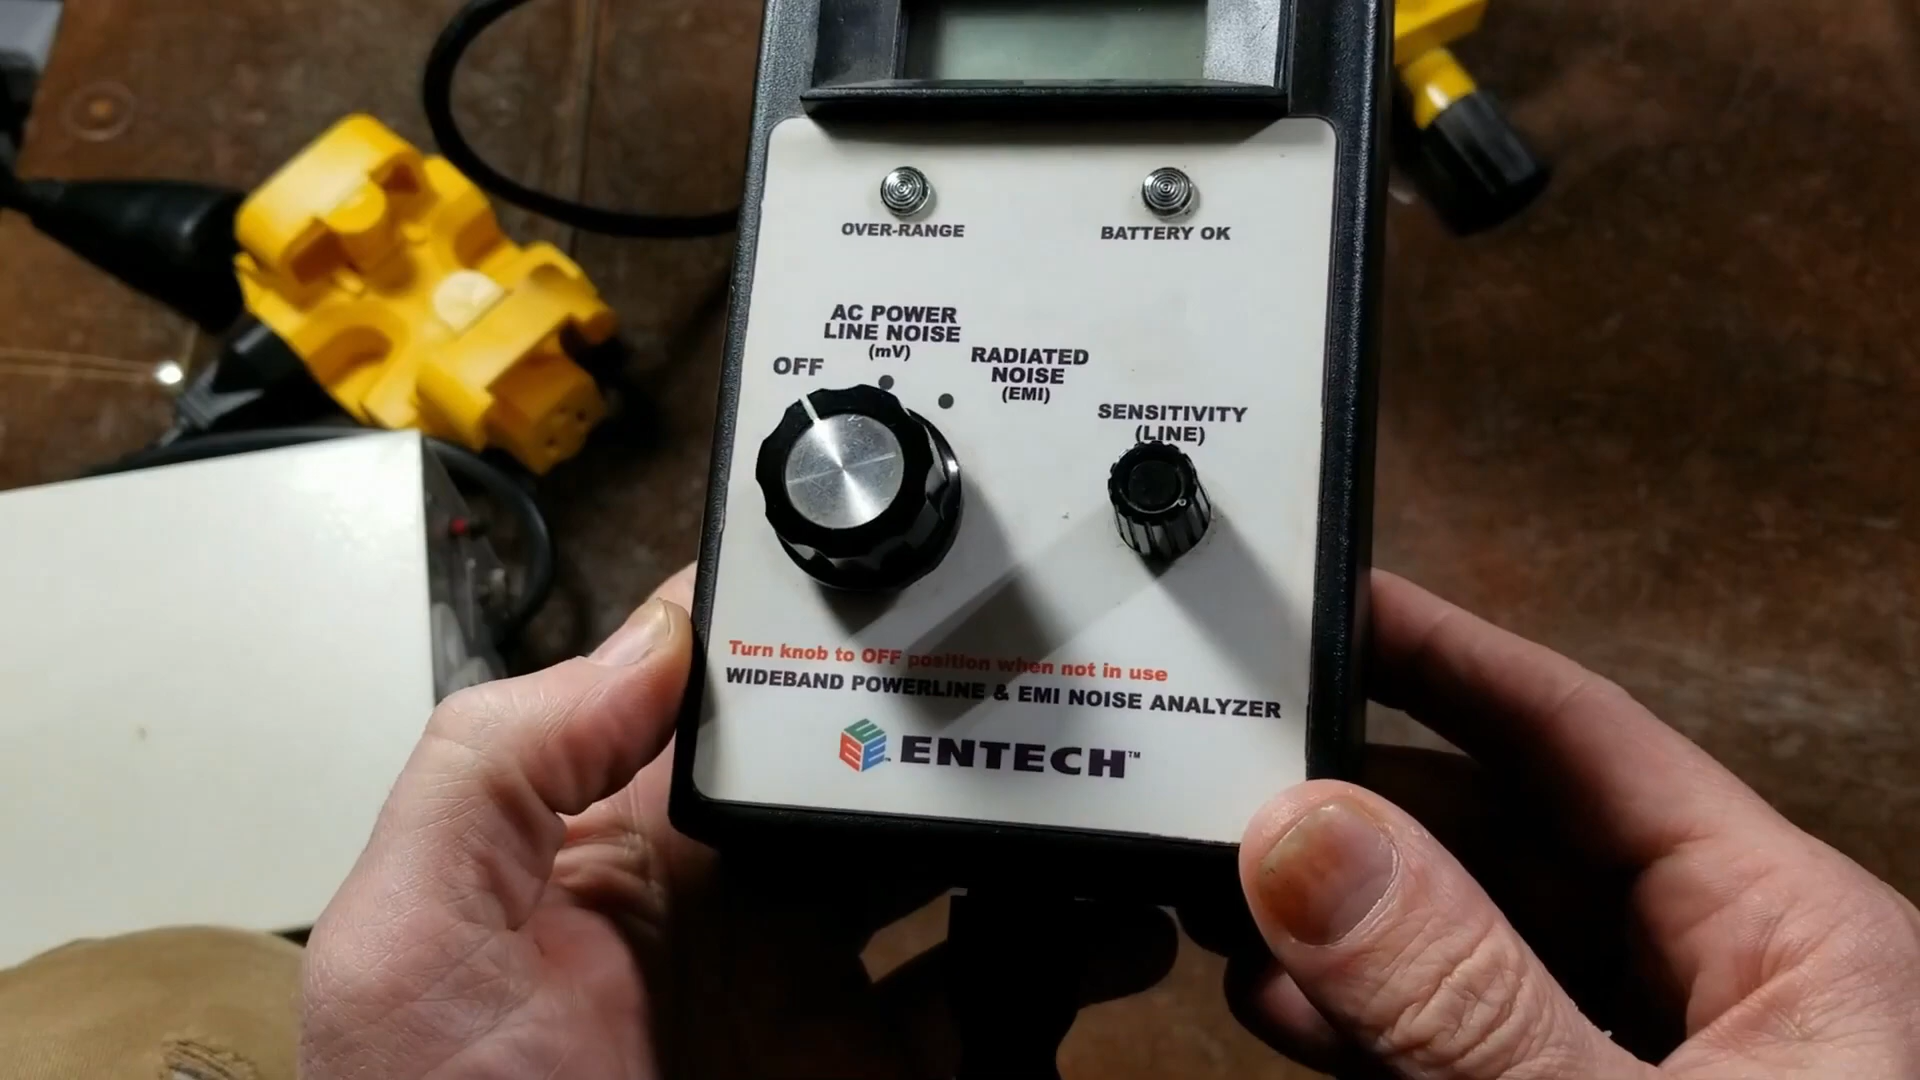 OVER-RANGE
BATTERY OK
AC POWER
LINE NOISE
(mV)
OFF
RADIATED
NOISE
(EMI)
SENSITIVITY
(LINE)
Turn knob to OFF position when not in use
WIDEBAND POWERLINE & EMI NOISE ANALYZER
EEE™ ENTECH™